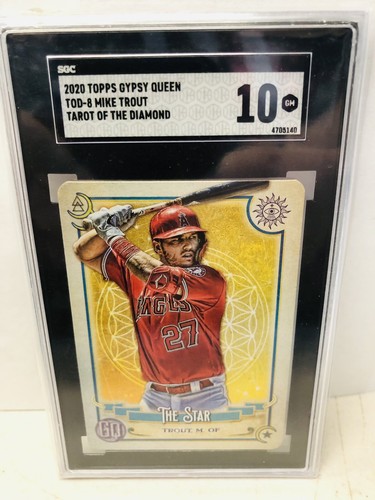 SGC
2020 TOPPS GYPSY QUEEN
TOD-8 MIKE TROUT
TAROT OF THE DIAMOND
10 GM
4705140
ANGELS
27
THE STAR
GQ
TROUT M. OF